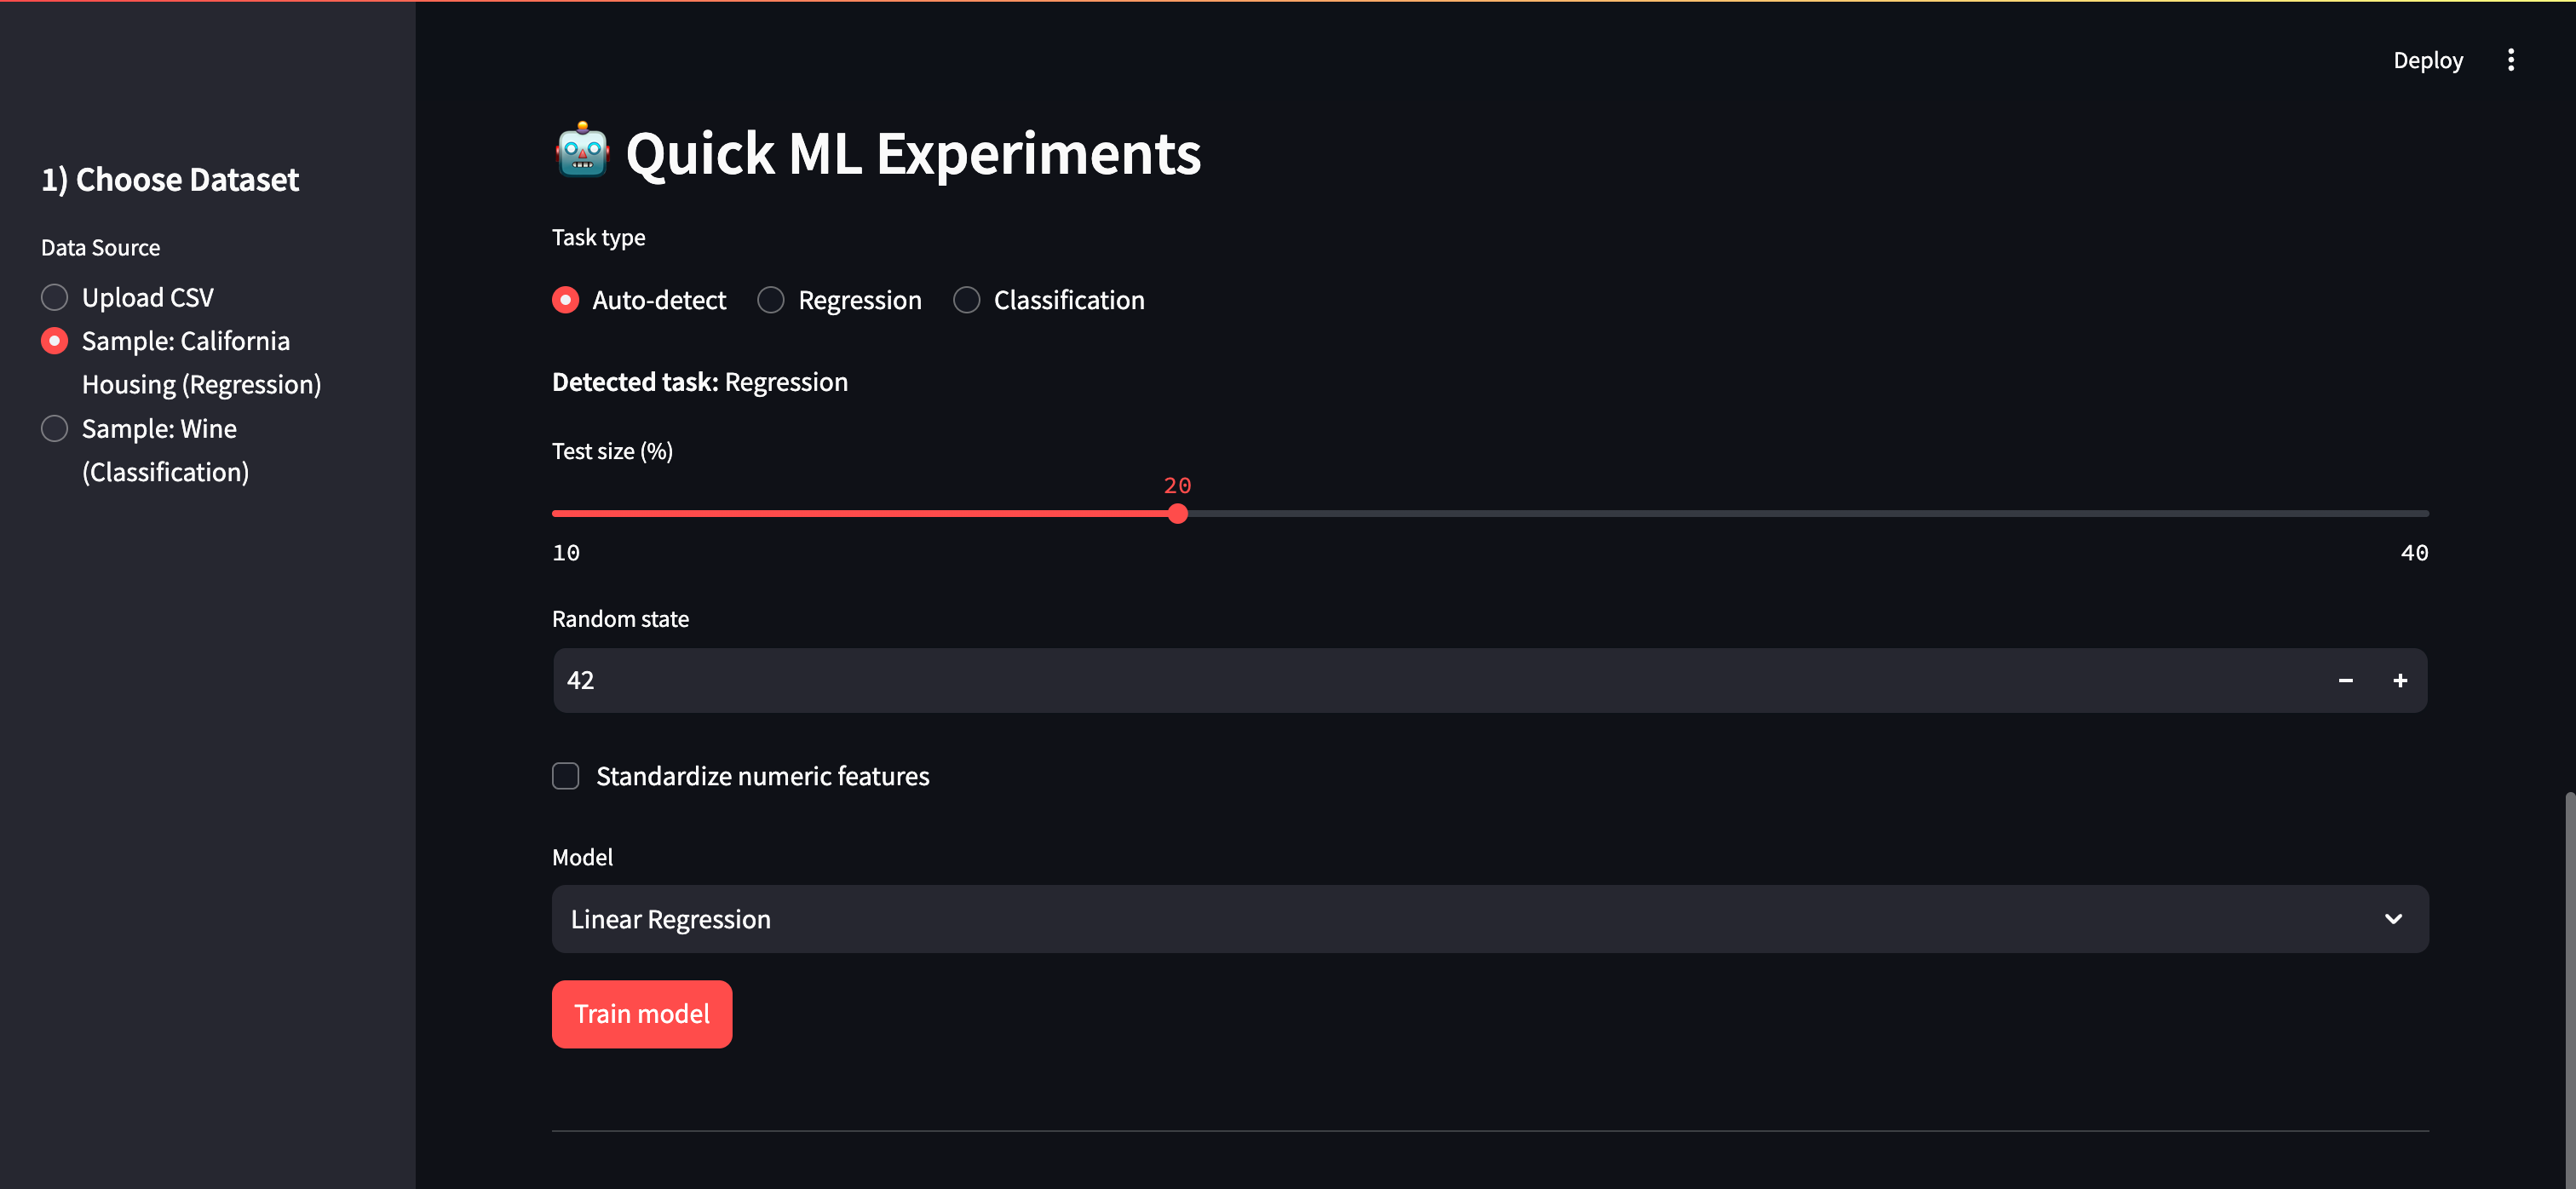 Deploy
1) Choose Dataset
Data Source
Upload CSV
Sample: California
Housing (Regression)
Sample: Wine
(Classification)
Quick ML Experiments
Task type
Auto-detect Regression Classification
Detected task: Regression
Test size (%)
20
10 40
Random state
42
Standardize numeric features
Model
Linear Regression
Train model